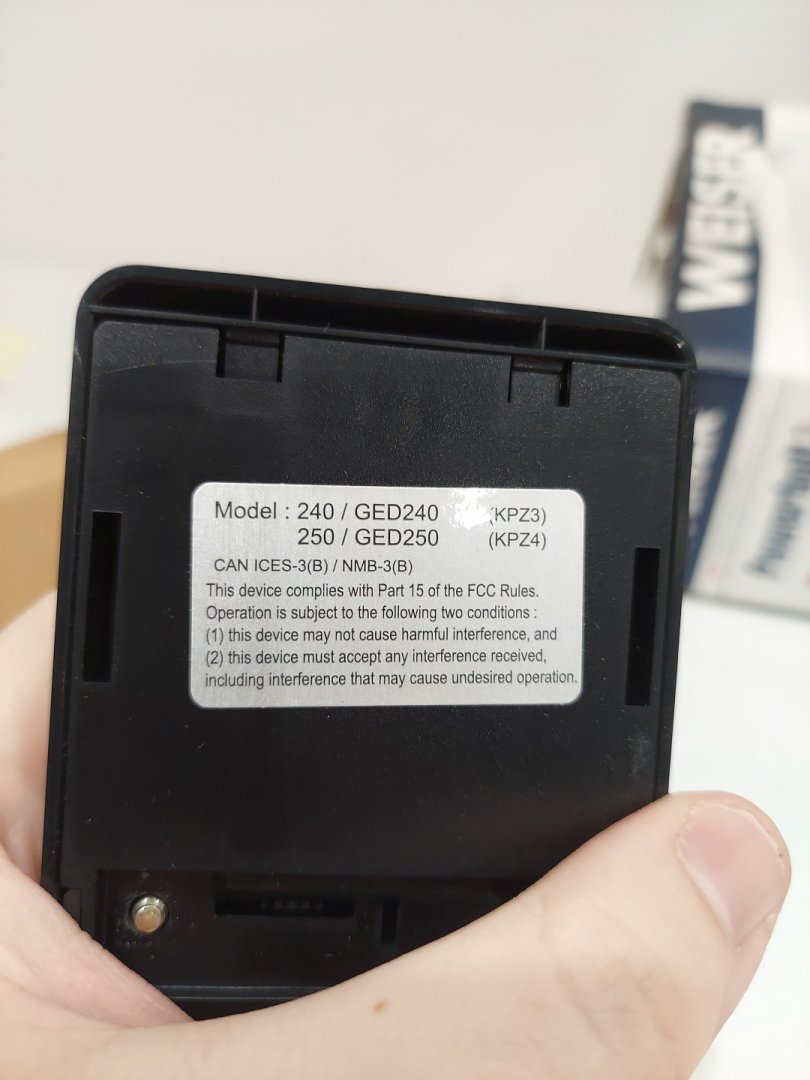 WEISER
Model : 240 / GED240 (KPZ3)
250 / GED250 (KPZ4)
CAN ICES-3(B) / NMB-3(B)
This device complies with Part 15 of the FCC Rules.
Operation is subject to the following two conditions :
(1) this device may not cause harmful interference, and
(2) this device must accept any interference received,
including interference that may cause undesired operation.